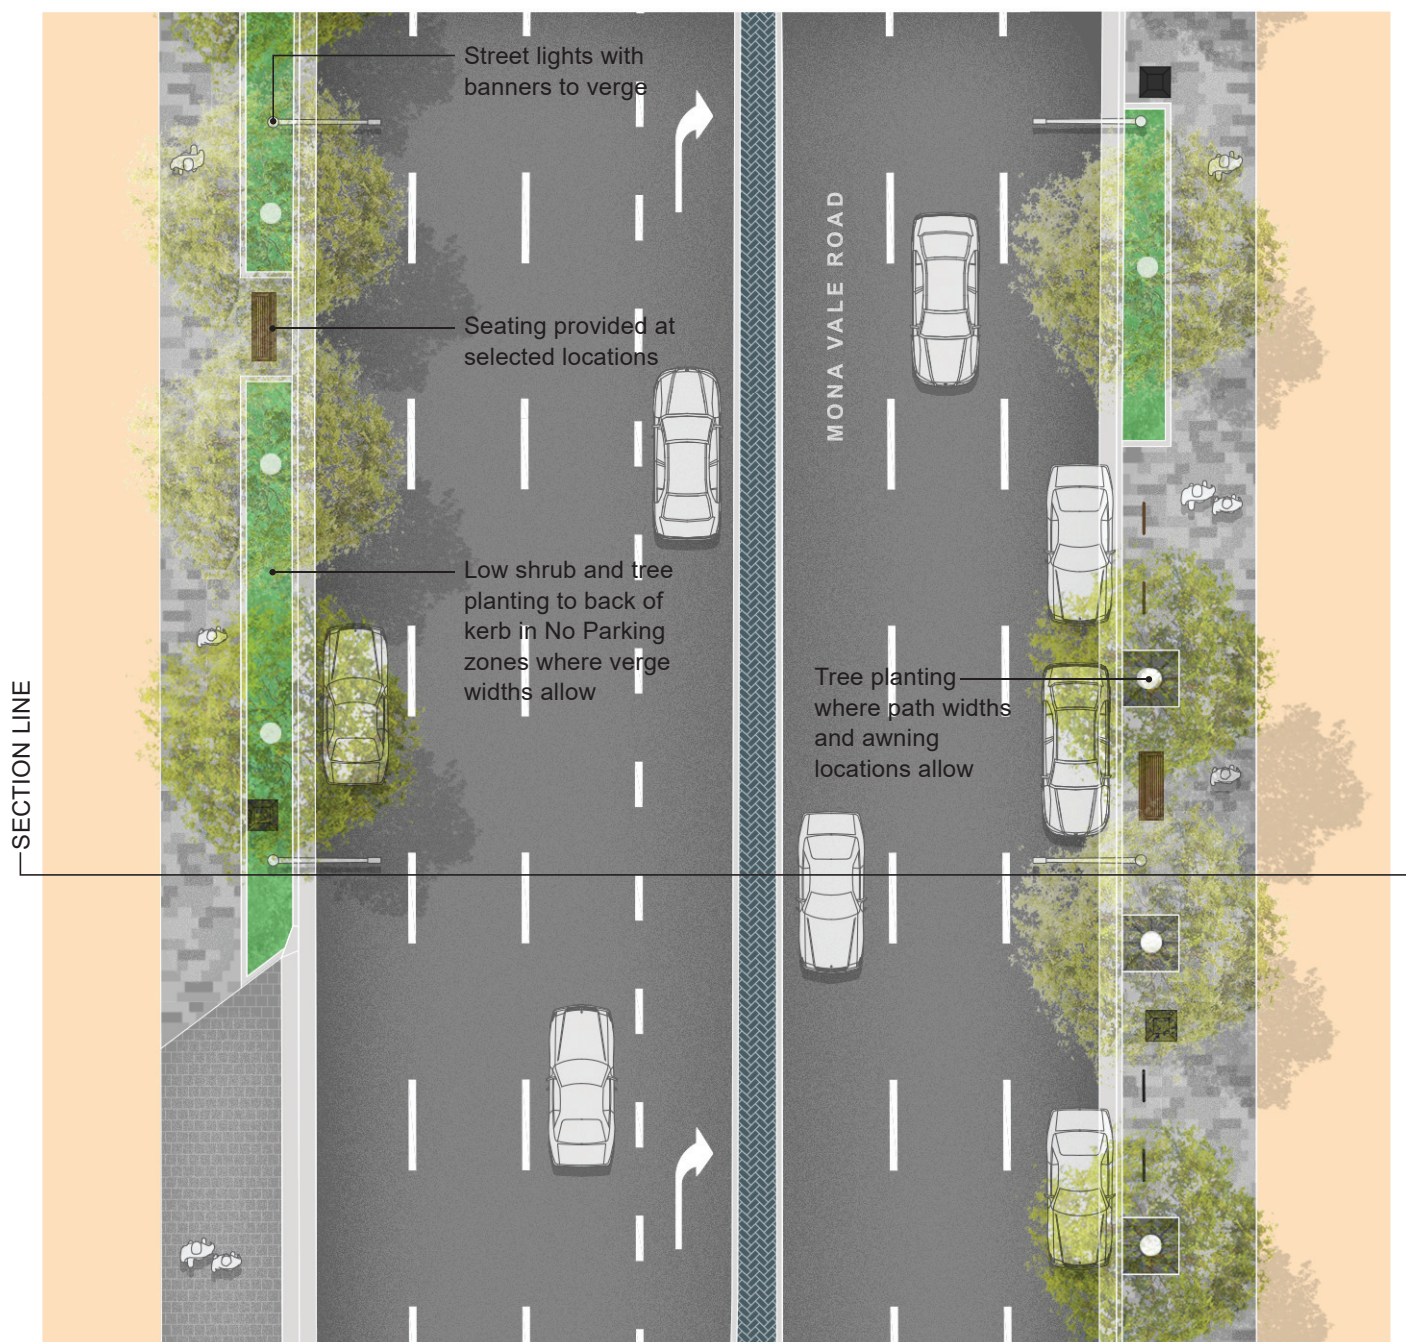 Street lights with
banners to verge
MONA VALE ROAD
Seating provided at
selected locations
Low shrub and tree
planting to back of
kerb in No Parking
zones where verge
widths allow
Tree planting
where path widths
and awning
locations allow
SECTION LINE